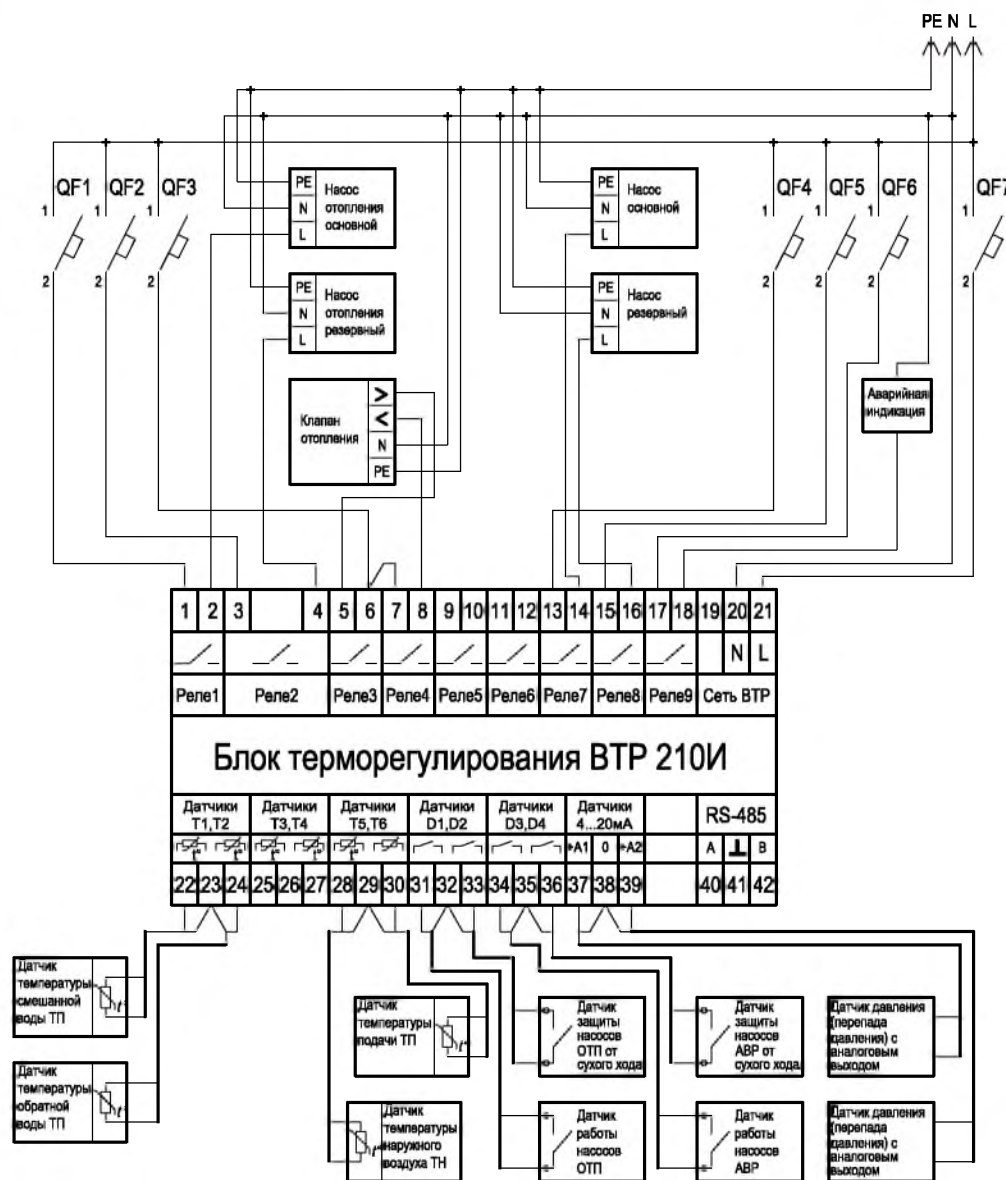 PE N L
QF1 QF2 QF3 QF4 QF5 QF6 QF7
1 1 1 1 1 1 1
2 2 2 2 2 2 2
PE
N
L
Насос
отопления
основной
PE
N
L
Насос
основной
PE
N
L
Насос
отопления
резервный
PE
N
L
Насос
резервный
Клапан
отопления
>
<
N
PE
Аварийная
индикация
1 2 3 4 5 6 7 8 9 10 11 12 13 14 15 16 17 18 19 20 21
N L
Реле1 Реле2 Реле3 Реле4 Реле5 Реле6 Реле7 Реле8 Реле9 Сеть ВТР
Блок терморегулирования ВТР 210И
Датчики
Т1,Т2
Датчики
Т3,Т4
Датчики
Т5,Т6
Датчики
D1,D2
Датчики
D3,D4
Датчики
4...20мА
RS-485
+A1 0 +A2 A ⊥ B
t° t° t° t° t° t°
22 23 24 25 26 27 28 29 30 31 32 33 34 35 36 37 38 39 40 41 42
Датчик
температуры
смешанной
воды ТП
t°
Датчик
температуры
обратной
воды ТП
t°
Датчик
температуры
подачи ТП
t°
Датчик
температуры
наружного
воздуха ТН
t°
Датчик
защиты
насосов
ОТП от
сухого хода
Датчик
работы
насосов
ОТП
Датчик
защиты
насосов
АВР от
сухого хода
Датчик
работы
насосов
АВР
Датчик давления
(перепада
давления) с
аналоговым
выходом
Датчик давления
(перепада
давления) с
аналоговым
выходом